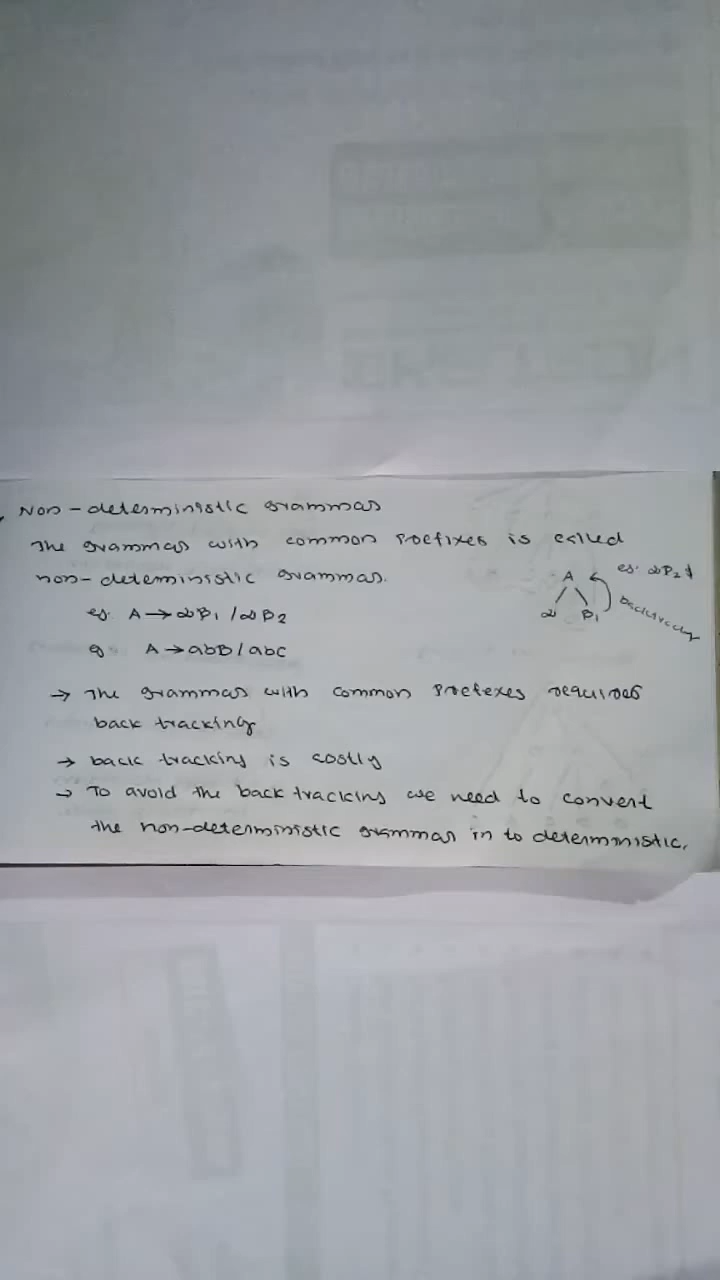 Non-deterministic grammar
The grammar with common prefixes is called
non-deterministic grammar.
eg: A → αβ₁ / αβ₂
A → abB / abC
A
eg: αβ₂$
α β₁
backtracking
→ The grammar with common prefexes requires
back tracking
→ back tracking is costly
→ To avoid the back tracking we need to convert
the non-deterministic grammar in to deterministic.